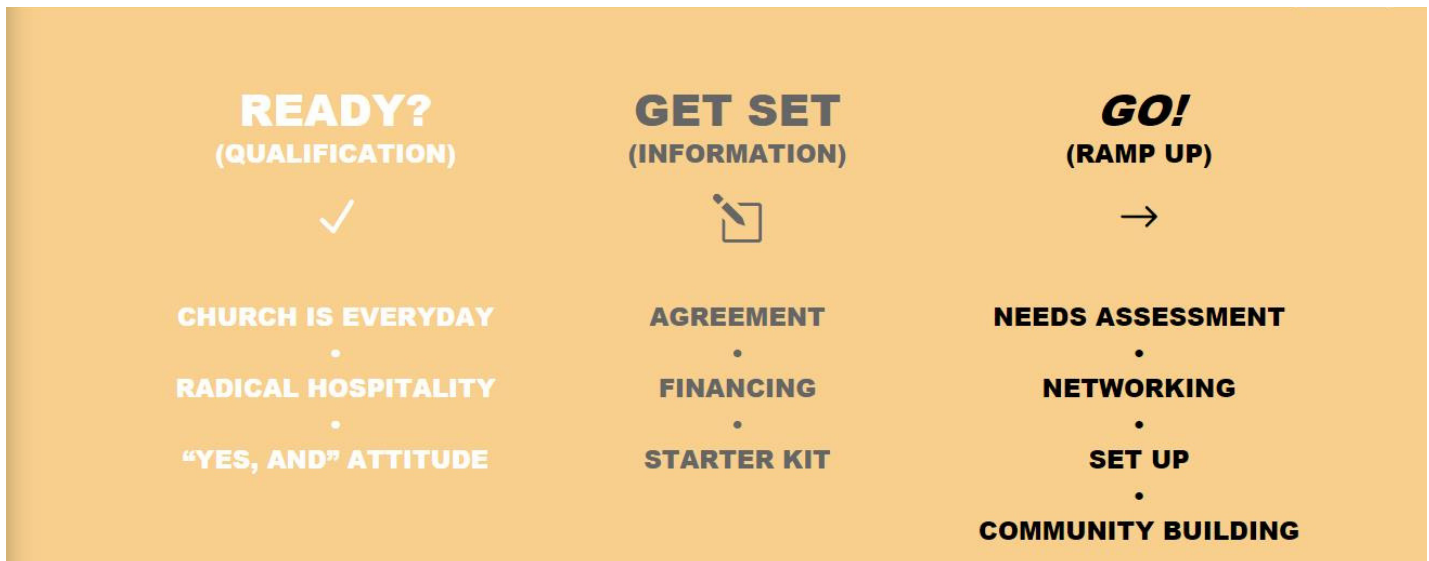 READY?
(QUALIFICATION)
CHURCH IS EVERYDAY
•
RADICAL HOSPITALITY
•
“YES, AND” ATTITUDE
GET SET
(INFORMATION)
AGREEMENT
•
FINANCING
•
STARTER KIT
GO!
(RAMP UP)
NEEDS ASSESSMENT
•
NETWORKING
•
SET UP
•
COMMUNITY BUILDING